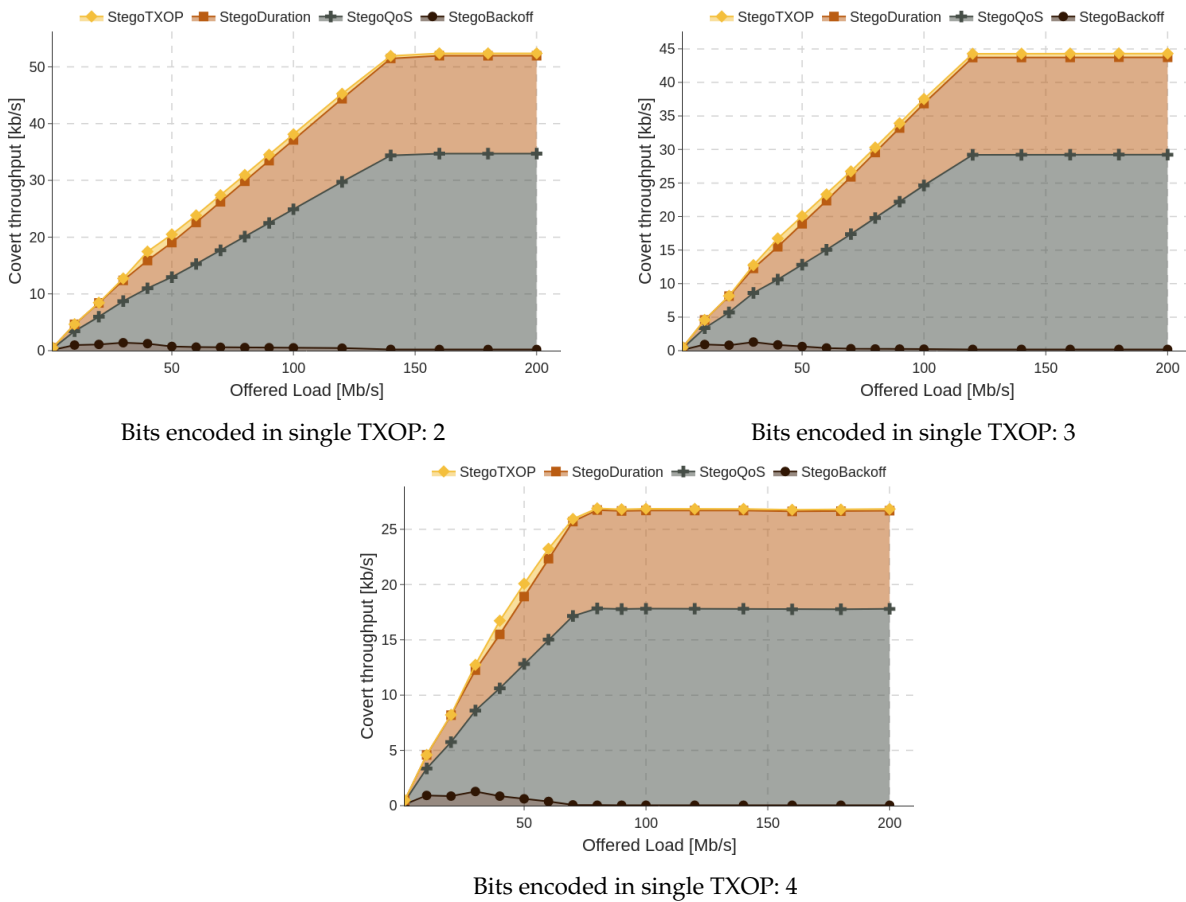 StegoTXOP StegoDuration StegoQoS StegoBackoff
Covert throughput [kb/s]
50
40
30
20
10
0
50 100 150 200
Offered Load [Mb/s]
Bits encoded in single TXOP: 2
StegoTXOP StegoDuration StegoQoS StegoBackoff
Covert throughput [kb/s]
45
40
35
30
25
20
15
10
5
0
50 100 150 200
Offered Load [Mb/s]
Bits encoded in single TXOP: 3
StegoTXOP StegoDuration StegoQoS StegoBackoff
Covert throughput [kb/s]
25
20
15
10
5
0
50 100 150 200
Offered Load [Mb/s]
Bits encoded in single TXOP: 4